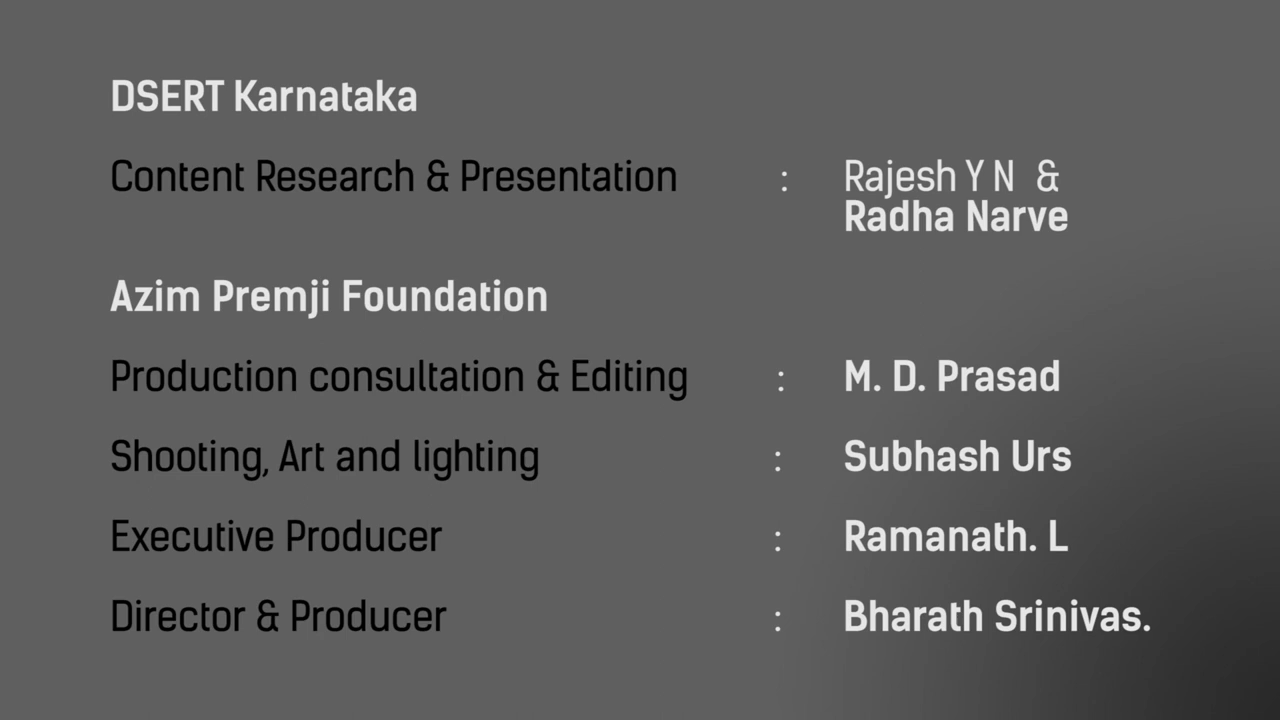 DSERT Karnataka
Content Research & Presentation : Rajesh Y N &
Radha Narve
Azim Premji Foundation
Production consultation & Editing : M. D. Prasad
Shooting, Art and lighting : Subhash Urs
Executive Producer : Ramanath. L
Director & Producer : Bharath Srinivas.